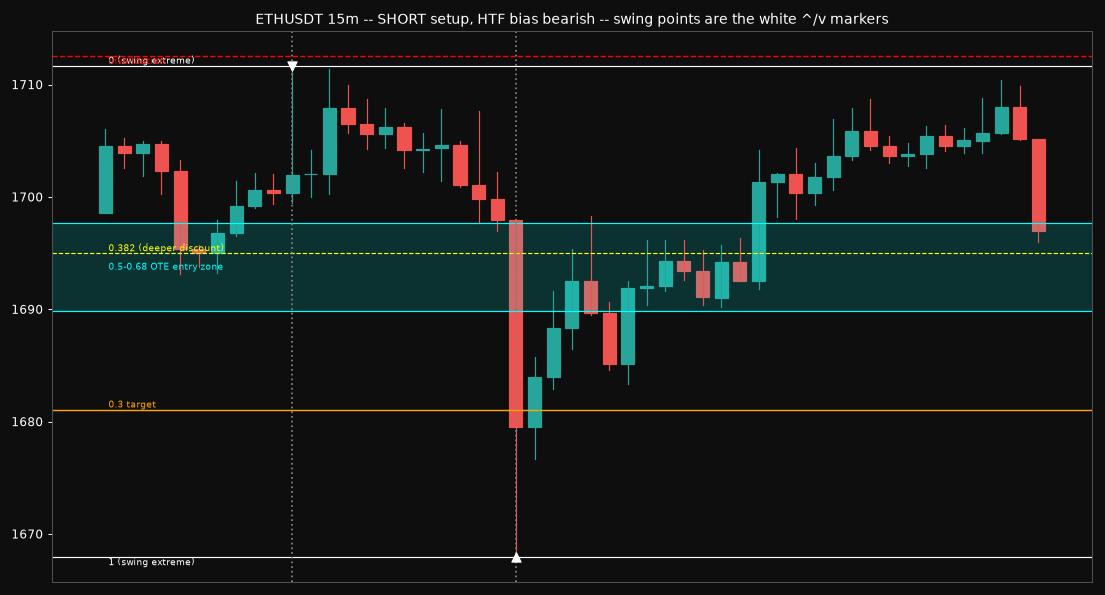 ETHUSDT 15m -- SHORT setup, HTF bias bearish -- swing points are the white ^/v markers
0 (swing extreme)
1710
1700
0.382 (deeper discount)
0.5-0.68 OTE entry zone
1690
0.3 target
1680
1670
1 (swing extreme)